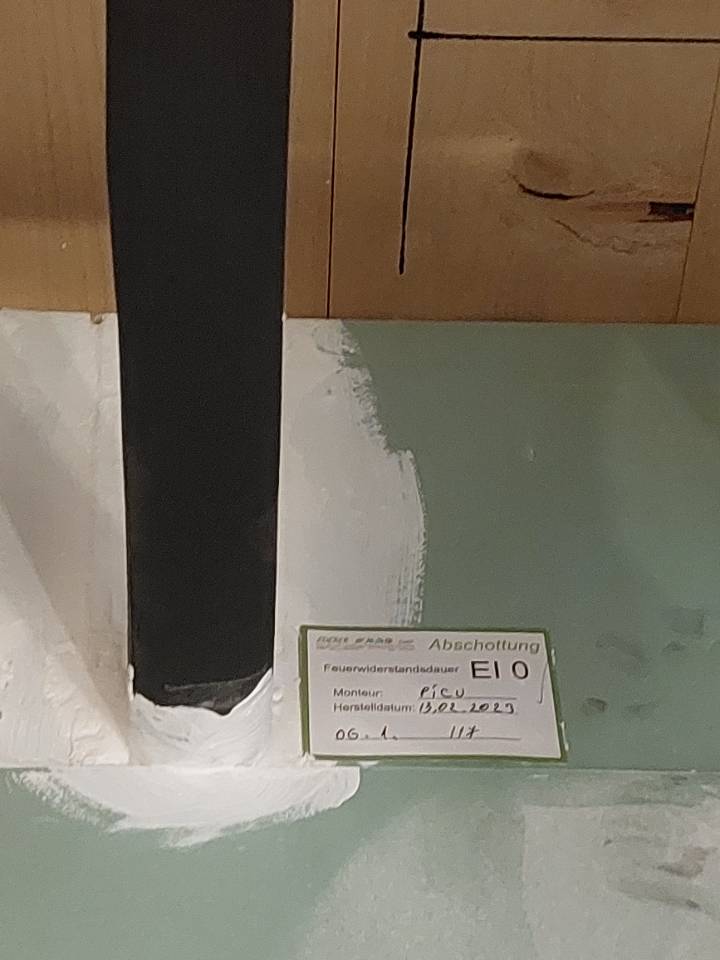 Abschottung
Feuerwiderstandsdauer EI 0
Monteur: PiCU
Herstelldatum: 13.02.2023
OG. 1. 117